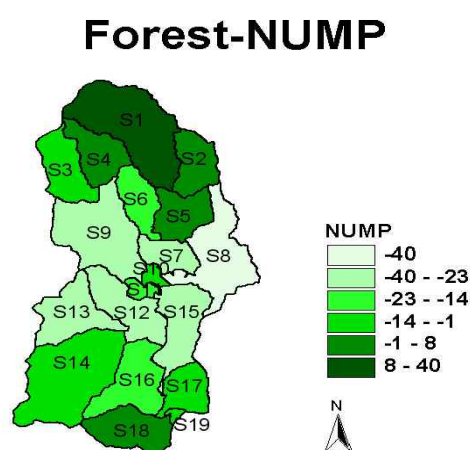 Forest-NUMP
S1
S2
S3
S4
S6
S5
S9
S7
S8
S10
S13
S12
S15
S14
S16
S17
S18
S19
NUMP
-40
-40 - -23
-23 - -14
-14 - -1
-1 - 8
8 - 40
N